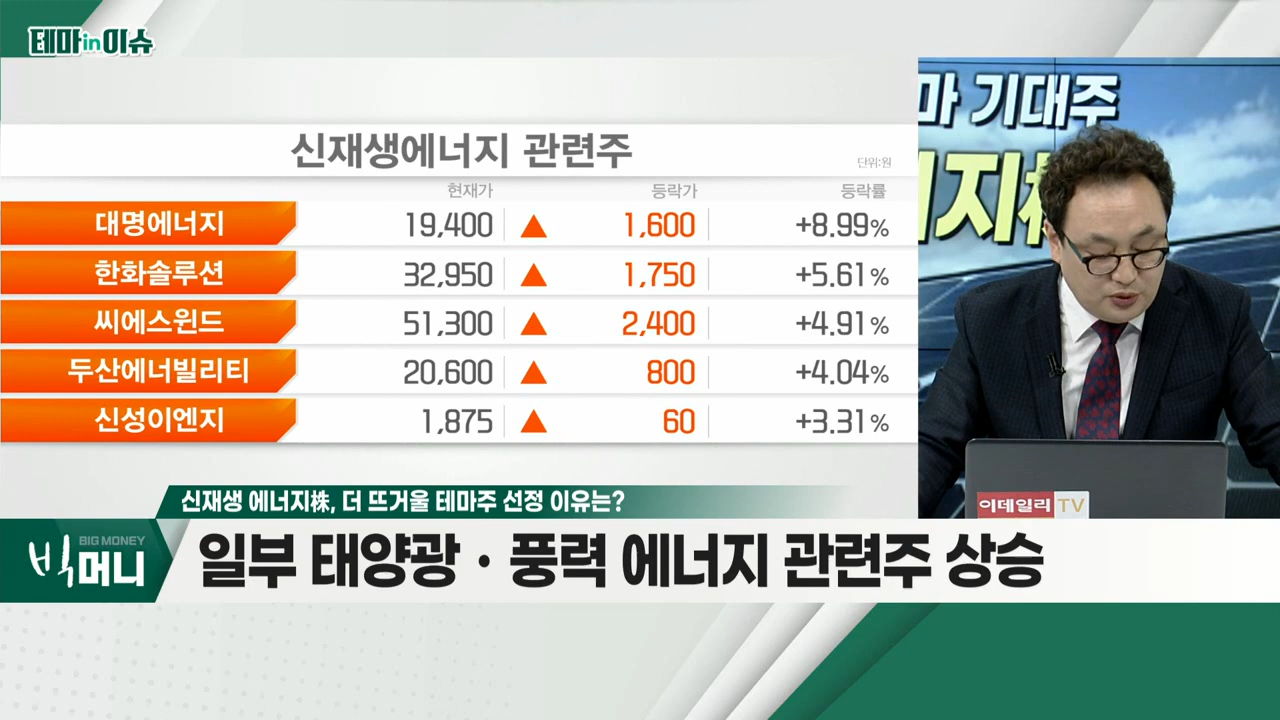 테마in이슈
마 기대주
신재생에너지 관련주
단위:원
현재가 등락가 등락률
대명에너지 19,400 ▲ 1,600 +8.99%
한화솔루션 32,950 ▲ 1,750 +5.61%
씨에스윈드 51,300 ▲ 2,400 +4.91%
두산에너빌리티 20,600 ▲ 800 +4.04%
신성이엔지 1,875 ▲ 60 +3.31%
이데일리TV
신재생 에너지株, 더 뜨거울 테마주 선정 이유는?
BIG MONEY
빅머니
일부 태양광·풍력 에너지 관련주 상승